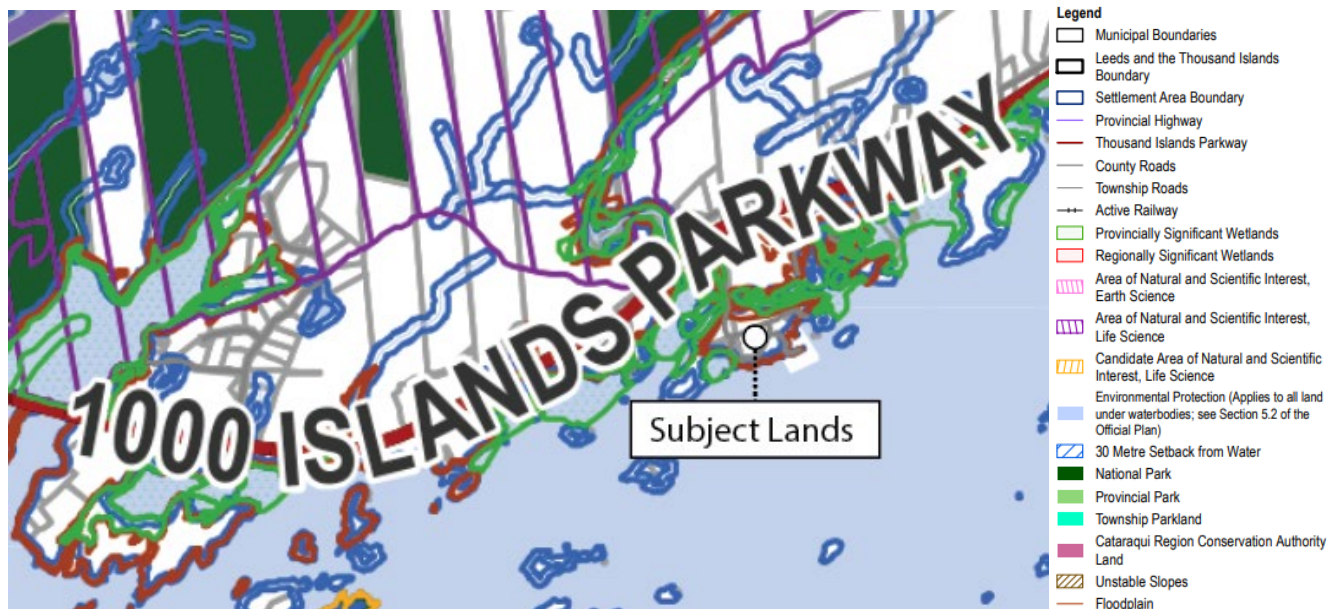 1000 ISLANDS PARKWAY
Subject Lands
Legend
Municipal Boundaries
Leeds and the Thousand Islands
Boundary
Settlement Area Boundary
Provincial Highway
Thousand Islands Parkway
County Roads
Township Roads
Active Railway
Provincially Significant Wetlands
Regionally Significant Wetlands
Area of Natural and Scientific Interest,
Earth Science
Area of Natural and Scientific Interest,
Life Science
Candidate Area of Natural and Scientific
Interest, Life Science
Environmental Protection (Applies to all land
under waterbodies; see Section 5.2 of the
Official Plan)
30 Metre Setback from Water
National Park
Provincial Park
Township Parkland
Cataraqui Region Conservation Authority
Land
Unstable Slopes
Floodplain